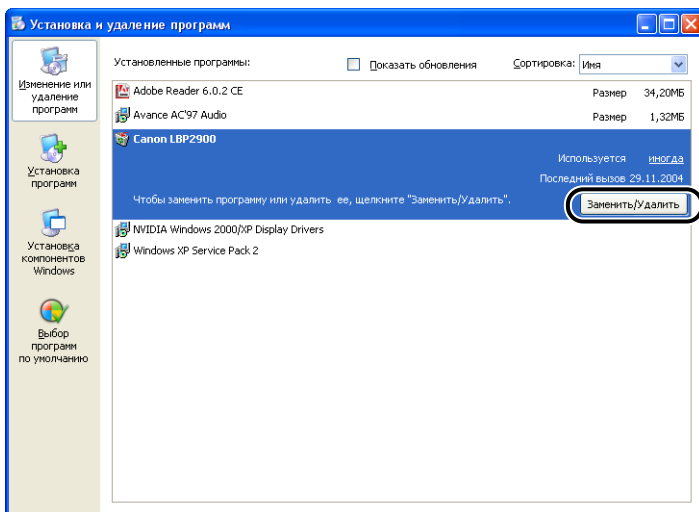 Установка и удаление программ
Изменение или
удаление
программ
Установка
программ
Установка
компонентов
Windows
Выбор
программ
по умолчанию
Установленные программы:
Показать обновления
Сортировка: Имя
Adobe Reader 6.0.2 CE Размер 34,20МБ
Avance AC'97 Audio Размер 1,32МБ
Canon LBP2900
Используется иногда
Последний вызов 29.11.2004
Чтобы заменить программу или удалить ее, щелкните "Заменить/Удалить". Заменить/Удалить
NVIDIA Windows 2000/XP Display Drivers
Windows XP Service Pack 2